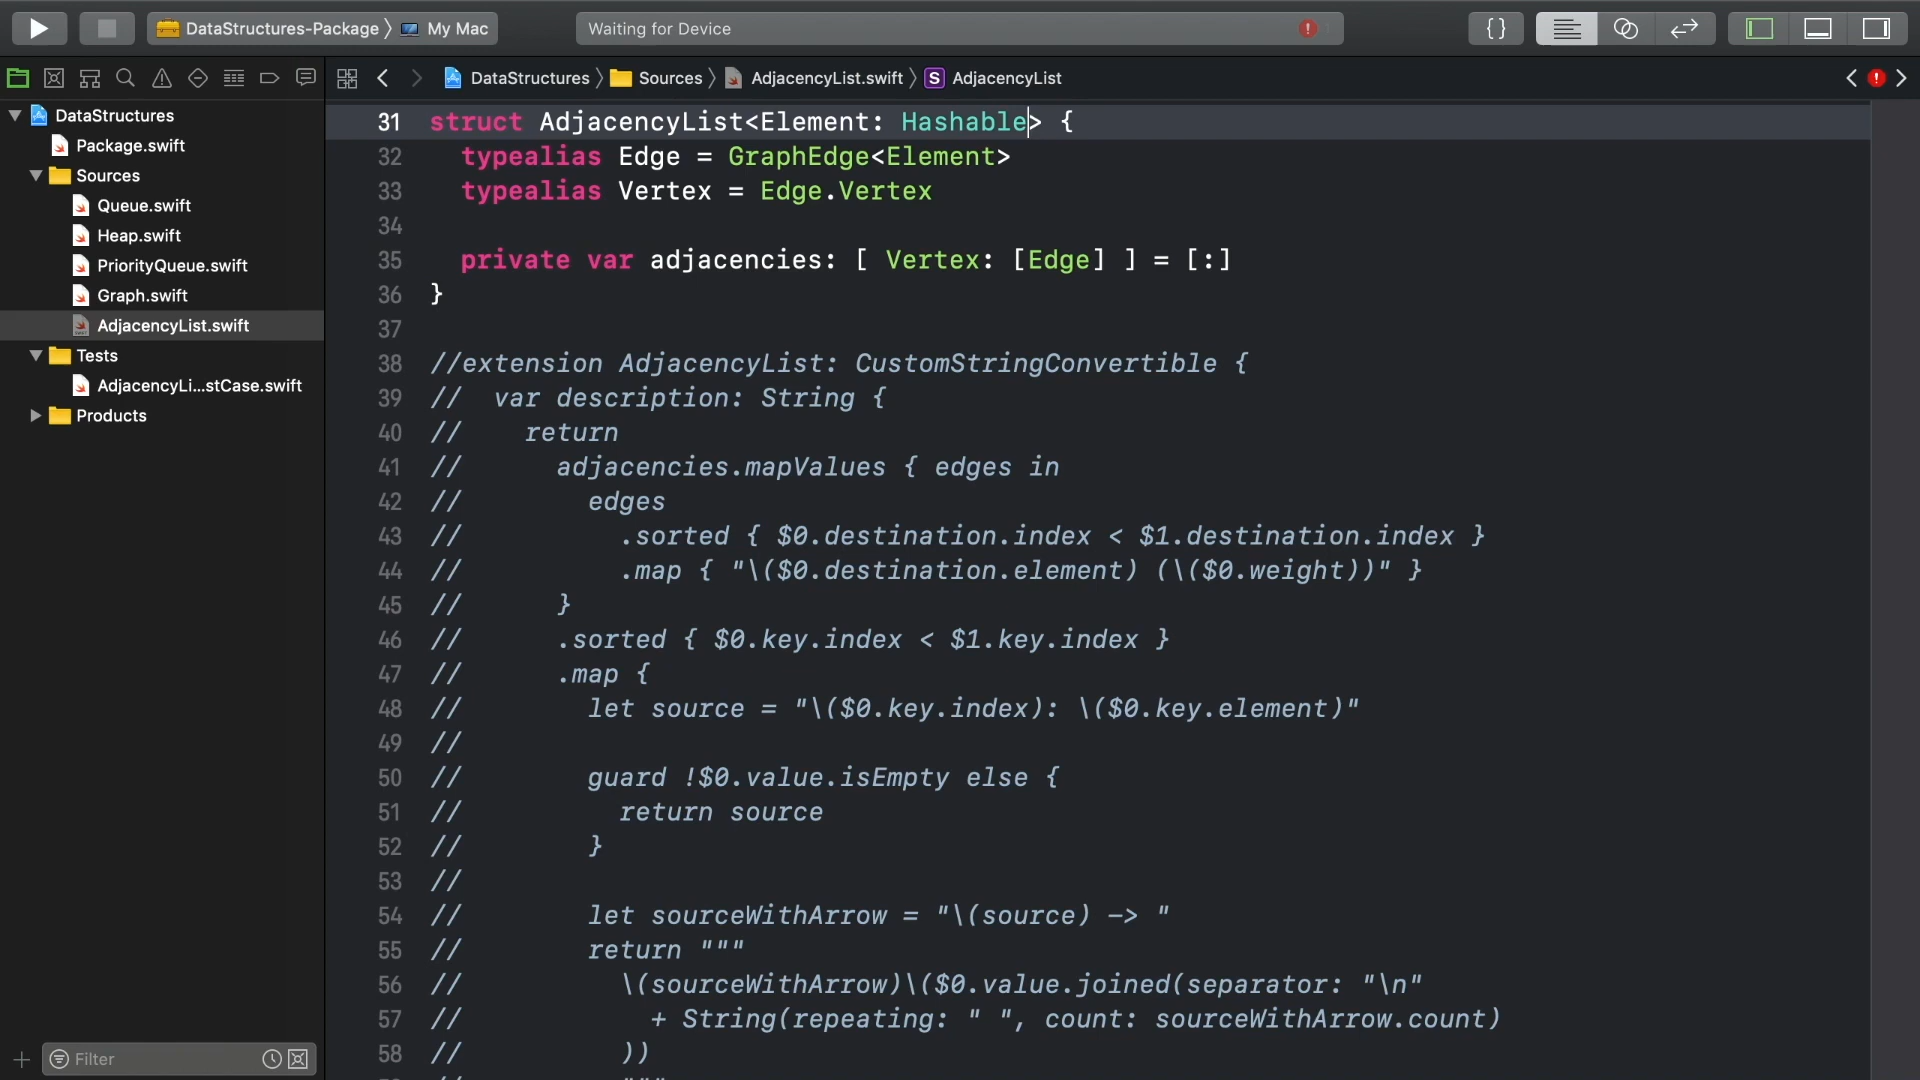 DataStructures-Package 〉 My Mac
Waiting for Device
{ }
DataStructures 〉 Sources 〉 AdjacencyList.swift 〉 S AdjacencyList
DataStructures
Package.swift
Sources
Queue.swift
Heap.swift
PriorityQueue.swift
Graph.swift
AdjacencyList.swift
Tests
AdjacencyLi...stCase.swift
Products
Filter
31 struct AdjacencyList<Element: Hashable> {
32   typealias Edge = GraphEdge<Element>
33   typealias Vertex = Edge.Vertex
34
35   private var adjacencies: [ Vertex: [Edge] ] = [:]
36 }
37
38 //extension AdjacencyList: CustomStringConvertible {
39 //  var description: String {
40 //    return
41 //      adjacencies.mapValues { edges in
42 //        edges
43 //          .sorted { $0.destination.index < $1.destination.index }
44 //          .map { "\($0.destination.element) (\($0.weight))" }
45 //      }
46 //      .sorted { $0.key.index < $1.key.index }
47 //      .map {
48 //        let source = "\($0.key.index): \($0.key.element)"
49 //
50 //        guard !$0.value.isEmpty else {
51 //          return source
52 //        }
53 //
54 //        let sourceWithArrow = "\(source) -> "
55 //        return """
56 //          \(sourceWithArrow)\($0.value.joined(separator: "\n"
57 //            + String(repeating: " ", count: sourceWithArrow.count)
58 //          ))